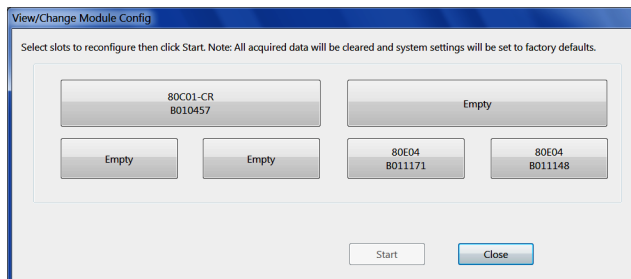 View/Change Module Config
Select slots to reconfigure then click Start. Note: All acquired data will be cleared and system settings will be set to factory defaults.
80C01-CR
B010457
Empty
Empty
Empty
80E04
B011171
80E04
B011148
Start
Close